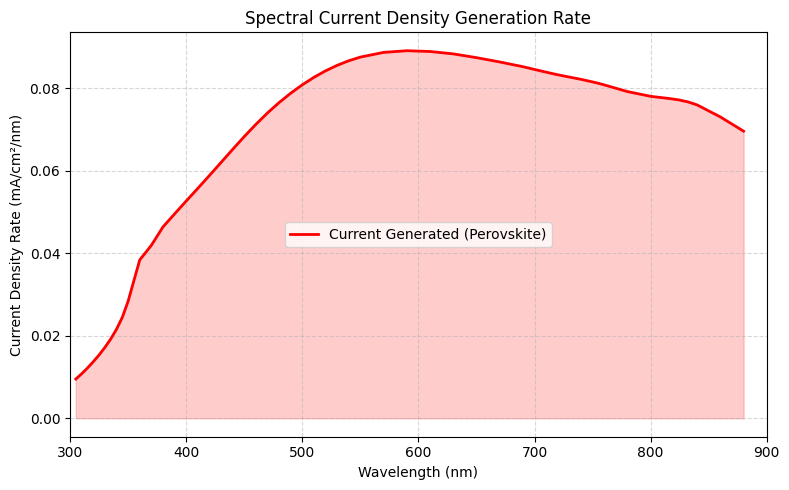 Spectral Current Density Generation Rate
Current Density Rate (mA/cm²/nm)
0.08
0.06
0.04
0.02
0.00
Current Generated (Perovskite)
300 400 500 600 700 800 900
Wavelength (nm)